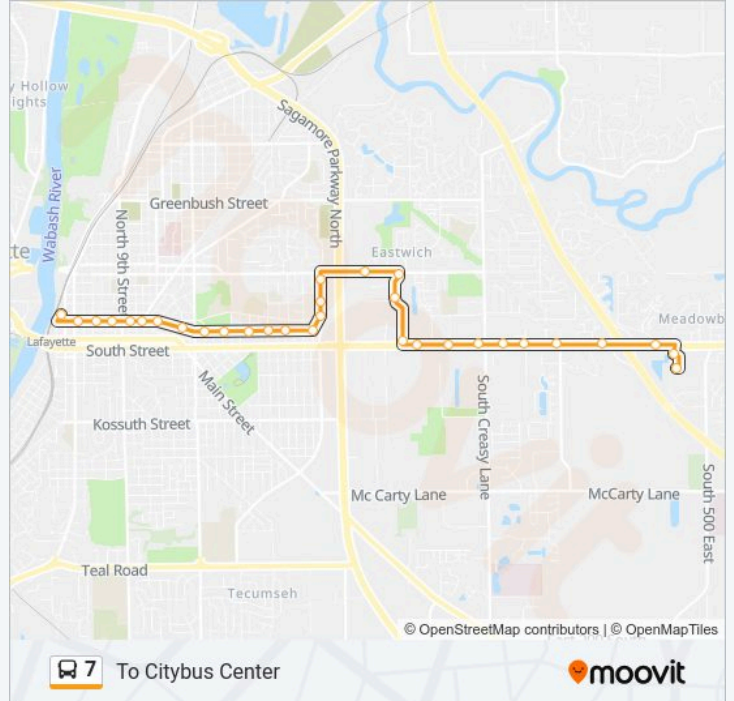 y Hollow
ights
Sagamore Parkway North
Wabash River
Greenbush Street
North 9th Street
tte
Eastwich
Meadowb
Lafayette
South Street
Main Street
South Creasy Lane
Kossuth Street
Mc Carty Lane
McCarty Lane
South 500 East
Teal Road
Tecumseh
© OpenStreetMap contributors | © OpenMapTiles
7 To Citybus Center
moovit